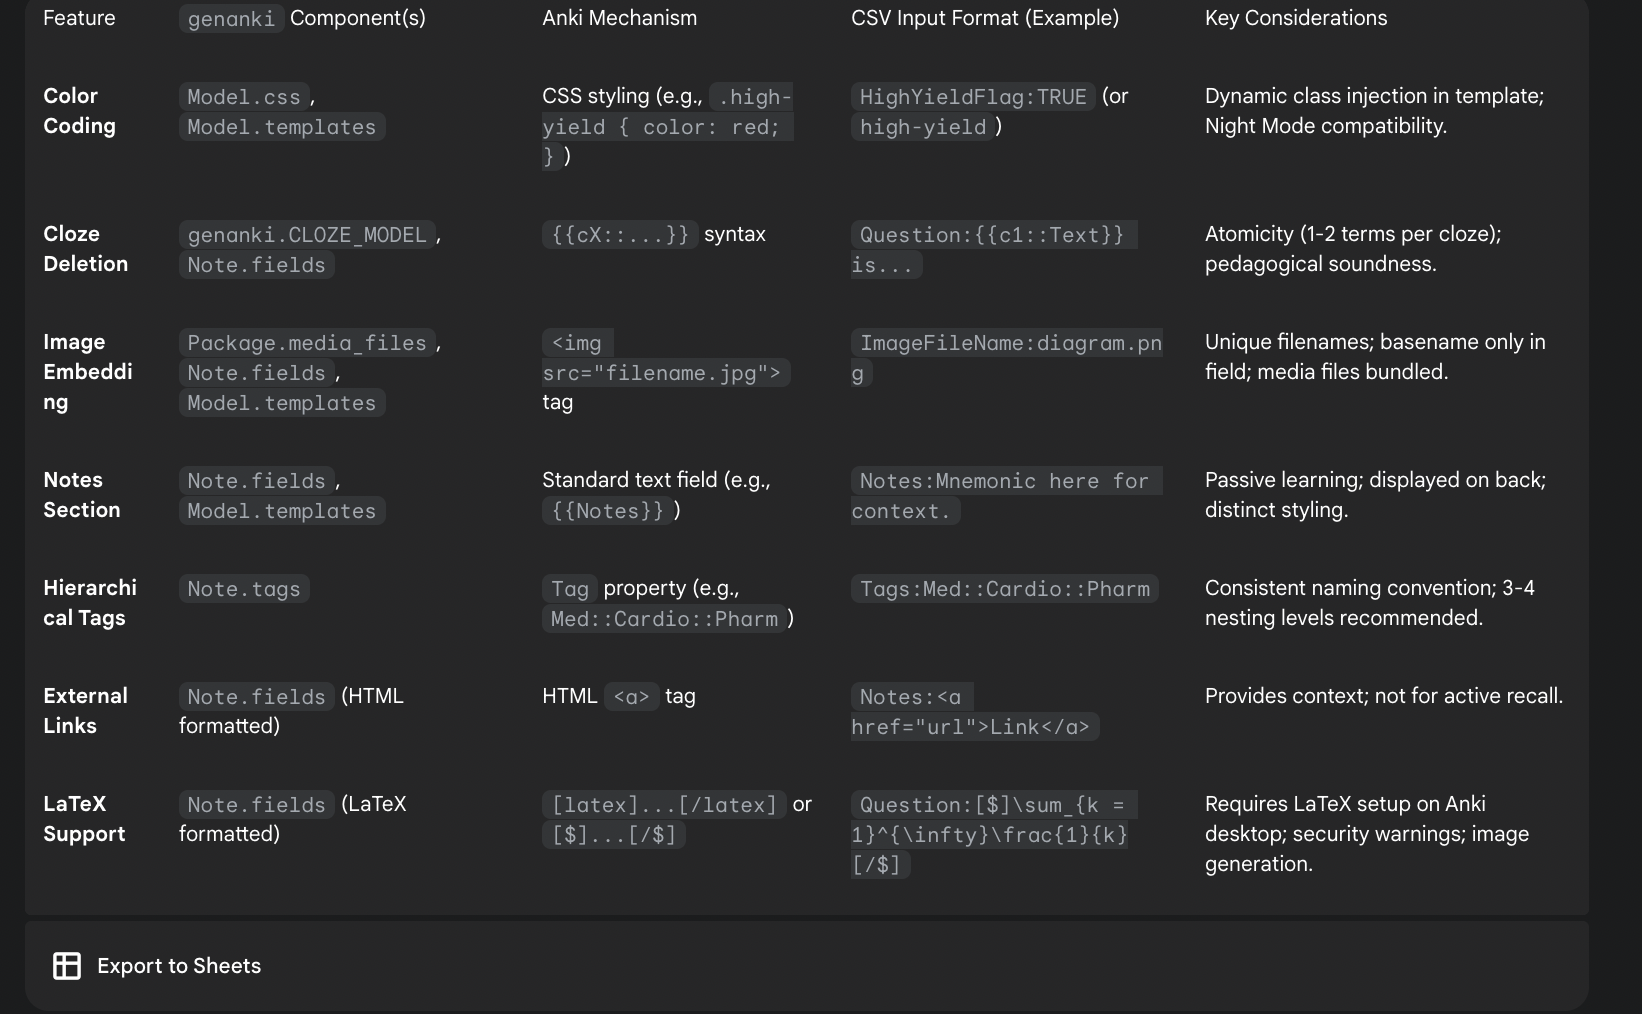 Feature genanki Component(s) Anki Mechanism CSV Input Format (Example) Key Considerations
Color Model.css, CSS styling (e.g., .high- HighYieldFlag:TRUE (or Dynamic class injection in template;
Coding Model.templates yield { color: red; high-yield) Night Mode compatibility.
})
Cloze genanki.CLOZE_MODEL, {{cX::...}} syntax Question:{{c1::Text}} Atomicity (1-2 terms per cloze);
Deletion Note.fields is... pedagogical soundness.
Image Package.media_files, <img ImageFileName:diagram.pn Unique filenames; basename only in
Embeddi Note.fields, src="filename.jpg"> g field; media files bundled.
ng Model.templates tag
Notes Note.fields, Standard text field (e.g., Notes:Mnemonic here for Passive learning; displayed on back;
Section Model.templates {{Notes}}) context. distinct styling.
Hierarchi Note.tags Tag property (e.g., Tags:Med::Cardio::Pharm Consistent naming convention; 3-4
cal Tags Med::Cardio::Pharm) nesting levels recommended.
External Note.fields (HTML HTML <a> tag Notes:<a Provides context; not for active recall.
Links formatted) href="url">Link</a>
LaTeX Note.fields (LaTeX [latex]...[/latex] or Question:[$]\sum_{k = Requires LaTeX setup on Anki
Support formatted) [$]...[/$] 1}^{\infty}\frac{1}{k} desktop; security warnings; image
[/$] generation.
Export to Sheets